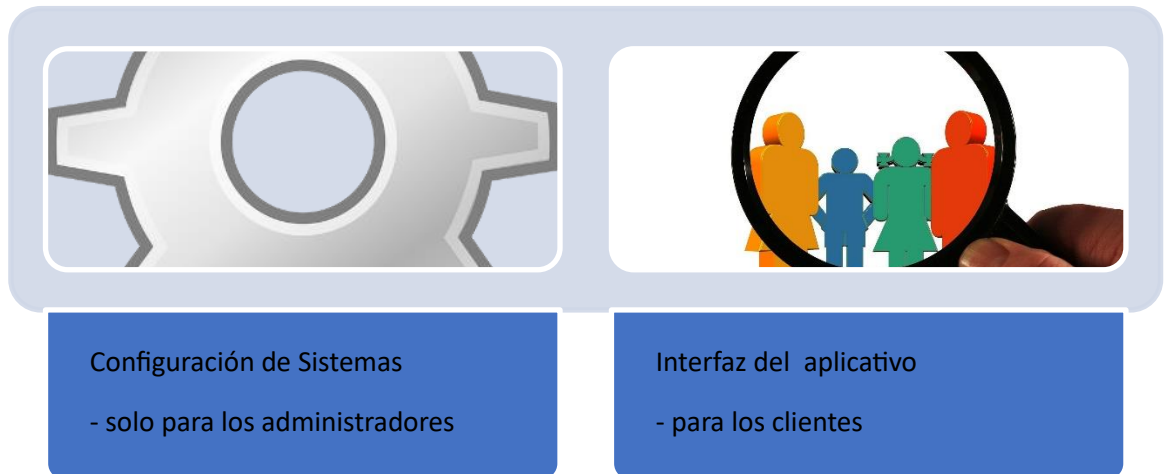 Configuración de Sistemas
- solo para los administradores
Interfaz del  aplicativo
- para los clientes